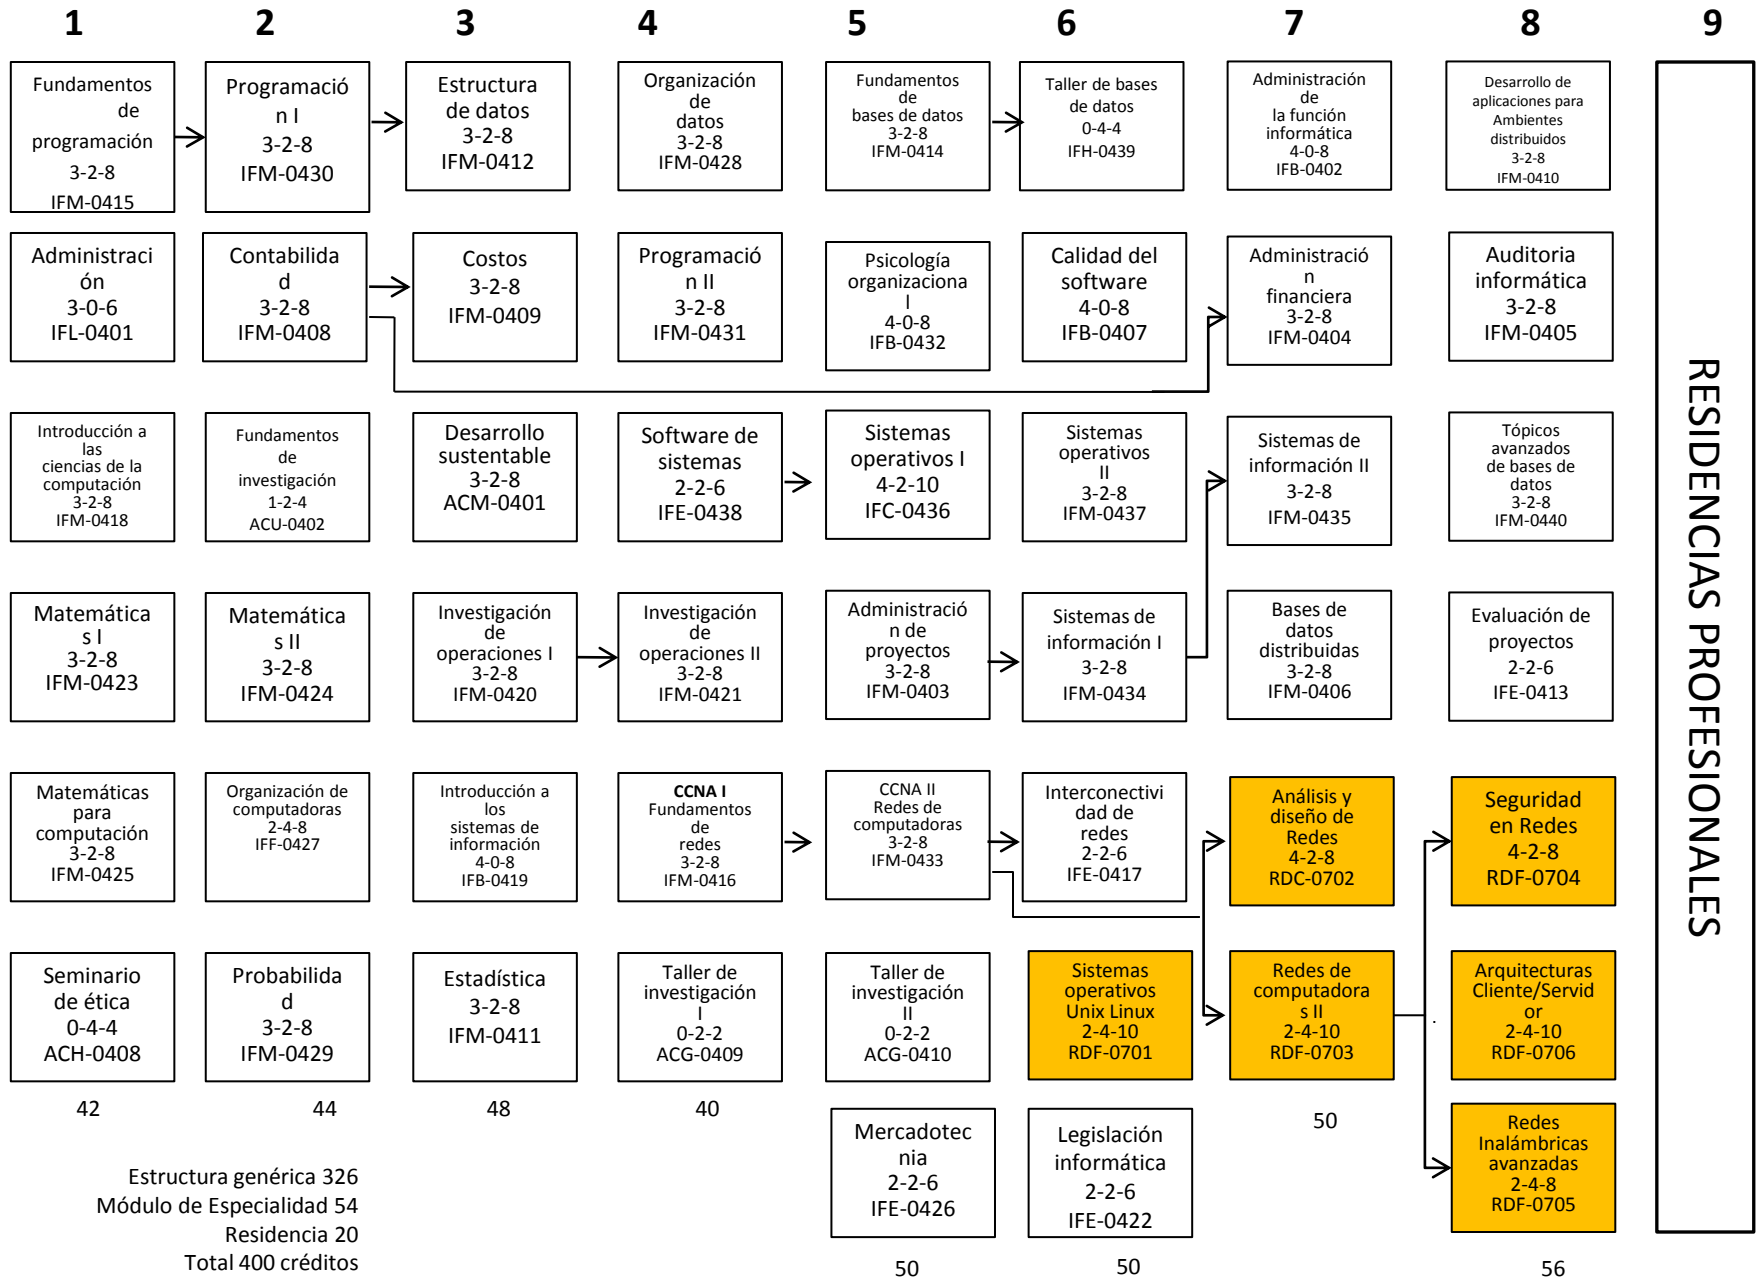 1
2
3
4
5
6
7
8
9
Fundamentos
de
programación
3-2-8
IFM-0415
Programació
n I
3-2-8
IFM-0430
Estructura
de datos
3-2-8
IFM-0412
Organización
de
datos
3-2-8
IFM-0428
Fundamentos
de
bases de datos
3-2-8
IFM-0414
Taller de bases
de datos
0-4-4
IFH-0439
Administración
de
la función
informática
4-0-8
IFB-0402
Desarrollo de
aplicaciones para
Ambientes
distribuidos
3-2-8
IFM-0410
Administraci
ón
3-0-6
IFL-0401
Contabilida
d
3-2-8
IFM-0408
Costos
3-2-8
IFM-0409
Programació
n II
3-2-8
IFM-0431
Psicología
organizaciona
l
4-0-8
IFB-0432
Calidad del
software
4-0-8
IFB-0407
Administració
n
financiera
3-2-8
IFM-0404
Auditoria
informática
3-2-8
IFM-0405
Introducción a
las
ciencias de la
computación
3-2-8
IFM-0418
Fundamentos
de
investigación
1-2-4
ACU-0402
Desarrollo
sustentable
3-2-8
ACM-0401
Software de
sistemas
2-2-6
IFE-0438
Sistemas
operativos I
4-2-10
IFC-0436
Sistemas
operativos
II
3-2-8
IFM-0437
Sistemas de
información II
3-2-8
IFM-0435
Tópicos
avanzados
de bases de
datos
3-2-8
IFM-0440
Matemática
s I
3-2-8
IFM-0423
Matemática
s II
3-2-8
IFM-0424
Investigación
de
operaciones I
3-2-8
IFM-0420
Investigación
de
operaciones II
3-2-8
IFM-0421
Administració
n de
proyectos
3-2-8
IFM-0403
Sistemas de
información I
3-2-8
IFM-0434
Bases de
datos
distribuidas
3-2-8
IFM-0406
Evaluación de
proyectos
2-2-6
IFE-0413
Matemáticas
para
computación
3-2-8
IFM-0425
Organización de
computadoras
2-4-8
IFF-0427
Introducción a
los
sistemas de
información
4-0-8
IFB-0419
CCNA I
Fundamentos
de
redes
3-2-8
IFM-0416
CCNA II
Redes de
computadoras
3-2-8
IFM-0433
Interconectivi
dad de
redes
2-2-6
IFE-0417
Análisis y
diseño de
Redes
4-2-8
RDC-0702
Seguridad
en Redes
4-2-8
RDF-0704
Seminario
de ética
0-4-4
ACH-0408
Probabilida
d
3-2-8
IFM-0429
Estadística
3-2-8
IFM-0411
Taller de
investigación
I
0-2-2
ACG-0409
Taller de
investigación
II
0-2-2
ACG-0410
Sistemas
operativos
Unix Linux
2-4-10
RDF-0701
Redes de
computadora
s II
2-4-10
RDF-0703
Arquitecturas
Cliente/Servid
or
2-4-10
RDF-0706
Mercadotec
nia
2-2-6
IFE-0426
Legislación
informática
2-2-6
IFE-0422
Redes
Inalámbricas
avanzadas
2-4-8
RDF-0705
42
44
48
40
50
50
50
56
Estructura genérica 326
Módulo de Especialidad 54
Residencia 20
Total 400 créditos
RESIDENCIAS PROFESIONALES